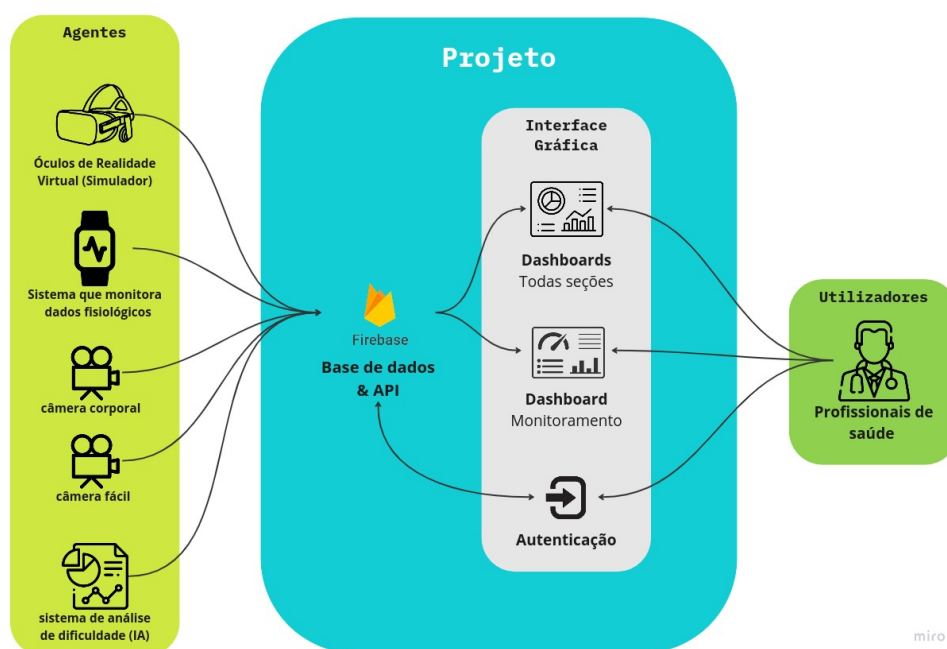 Agentes
Óculos de Realidade
Virtual (Simulador)
Sistema que monitora
dados fisiológicos
câmera corporal
câmera fácil
sistema de análise
de dificuldade (IA)
Projeto
Firebase
Base de dados
& API
Interface
Gráfica
Dashboards
Todas seções
Dashboard
Monitoramento
Autenticação
Utilizadores
Profissionais de
saúde
miro